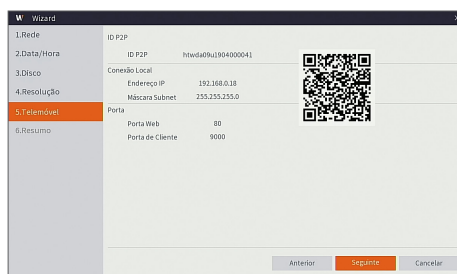 W Wizard
1.Rede
2.Data/Hora
3.Disco
4.Resolução
5.Telemóvel
6.Resumo
ID P2P
ID P2P htwda09u1904000041
Conexão Local
Endereço IP 192.168.0.18
Máscara Subnet 255.255.255.0
Porta
Porta Web 80
Porta de Cliente 9000
Anterior Seguinte Cancelar